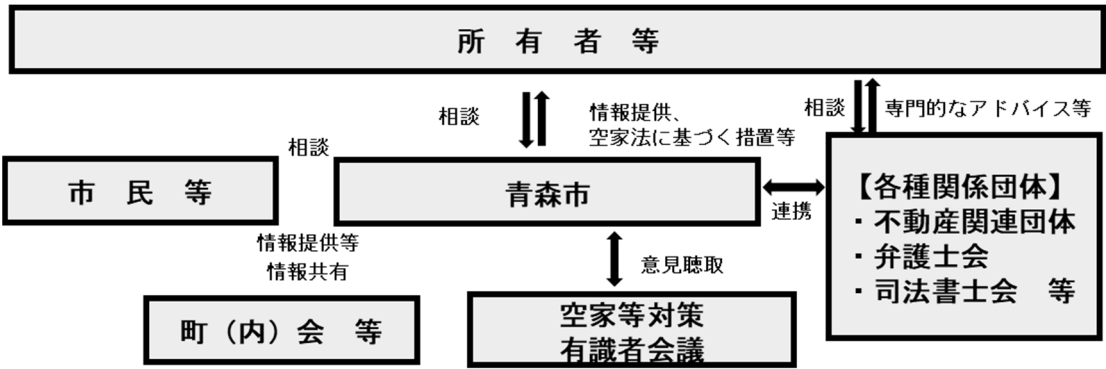 所　有　者　等
相談
情報提供、
空家法に基づく措置等
相談
専門的なアドバイス等
相談
市　民　等
青森市
連携
【各種関係団体】
・不動産関連団体
・弁護士会
・司法書士会　等
情報提供等
情報共有
意見聴取
町（内）会　等
空家等対策
有識者会議